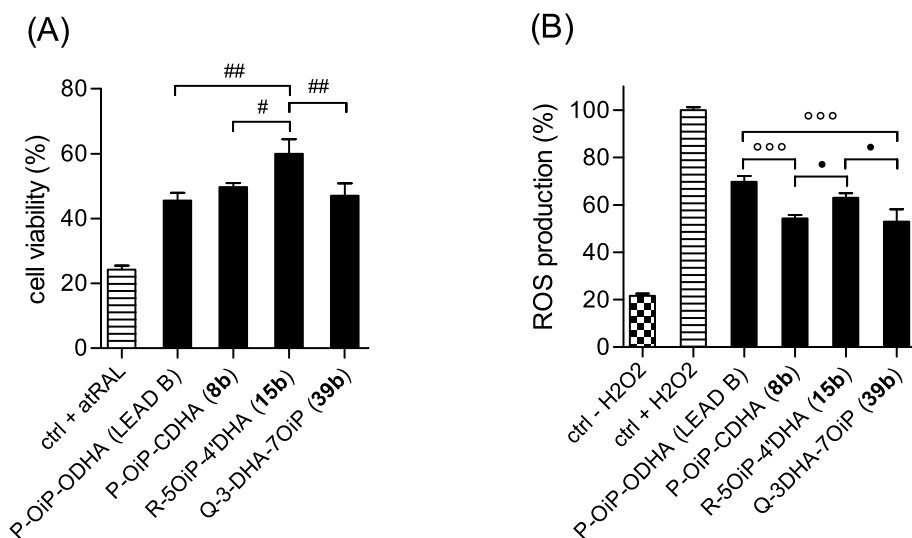 (A)
##
##
#
80
60
40
20
0
cell viability (%)
ctrl + atRAL
P-OiP-ODHA (LEAD B)
P-OiP-CDHA (8b)
R-5OiP-4'DHA (15b)
Q-3-DHA-7OiP (39b)
(B)
°°°
°°°
•
•
100
80
60
40
20
0
ROS production (%)
ctrl - H2O2
ctrl + H2O2
P-OiP-ODHA (LEAD B)
P-OiP-CDHA (8b)
R-5OiP-4'DHA (15b)
Q-3DHA-7OiP (39b)